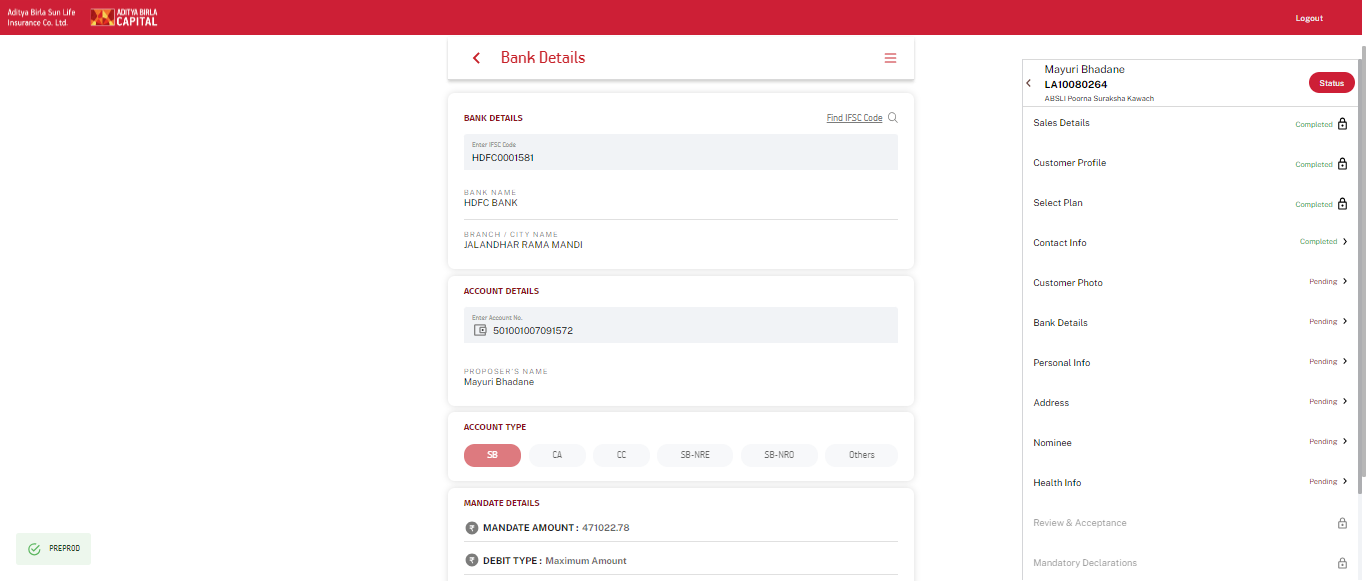 Aditya Birla Sun Life
Insurance Co. Ltd.
ADITYA BIRLA
CAPITAL
Logout
Bank Details
BANK DETAILS
Find IFSC Code
Enter IFSC Code
HDFC0001581
BANK NAME
HDFC BANK
BRANCH / CITY NAME
JALANDHAR RAMA MANDI
ACCOUNT DETAILS
Enter Account No.
501001007091572
PROPOSER'S NAME
Mayuri Bhadane
ACCOUNT TYPE
SB CA CC SB-NRE SB-NRO Others
MANDATE DETAILS
MANDATE AMOUNT : 471022.78
DEBIT TYPE : Maximum Amount
PREPROD
Mayuri Bhadane
LA10080264
ABSLI Poorna Suraksha Kawach
Status
Sales Details Completed
Customer Profile Completed
Select Plan Completed
Contact Info Completed
Customer Photo Pending
Bank Details Pending
Personal Info Pending
Address Pending
Nominee Pending
Health Info Pending
Review & Acceptance
Mandatory Declarations